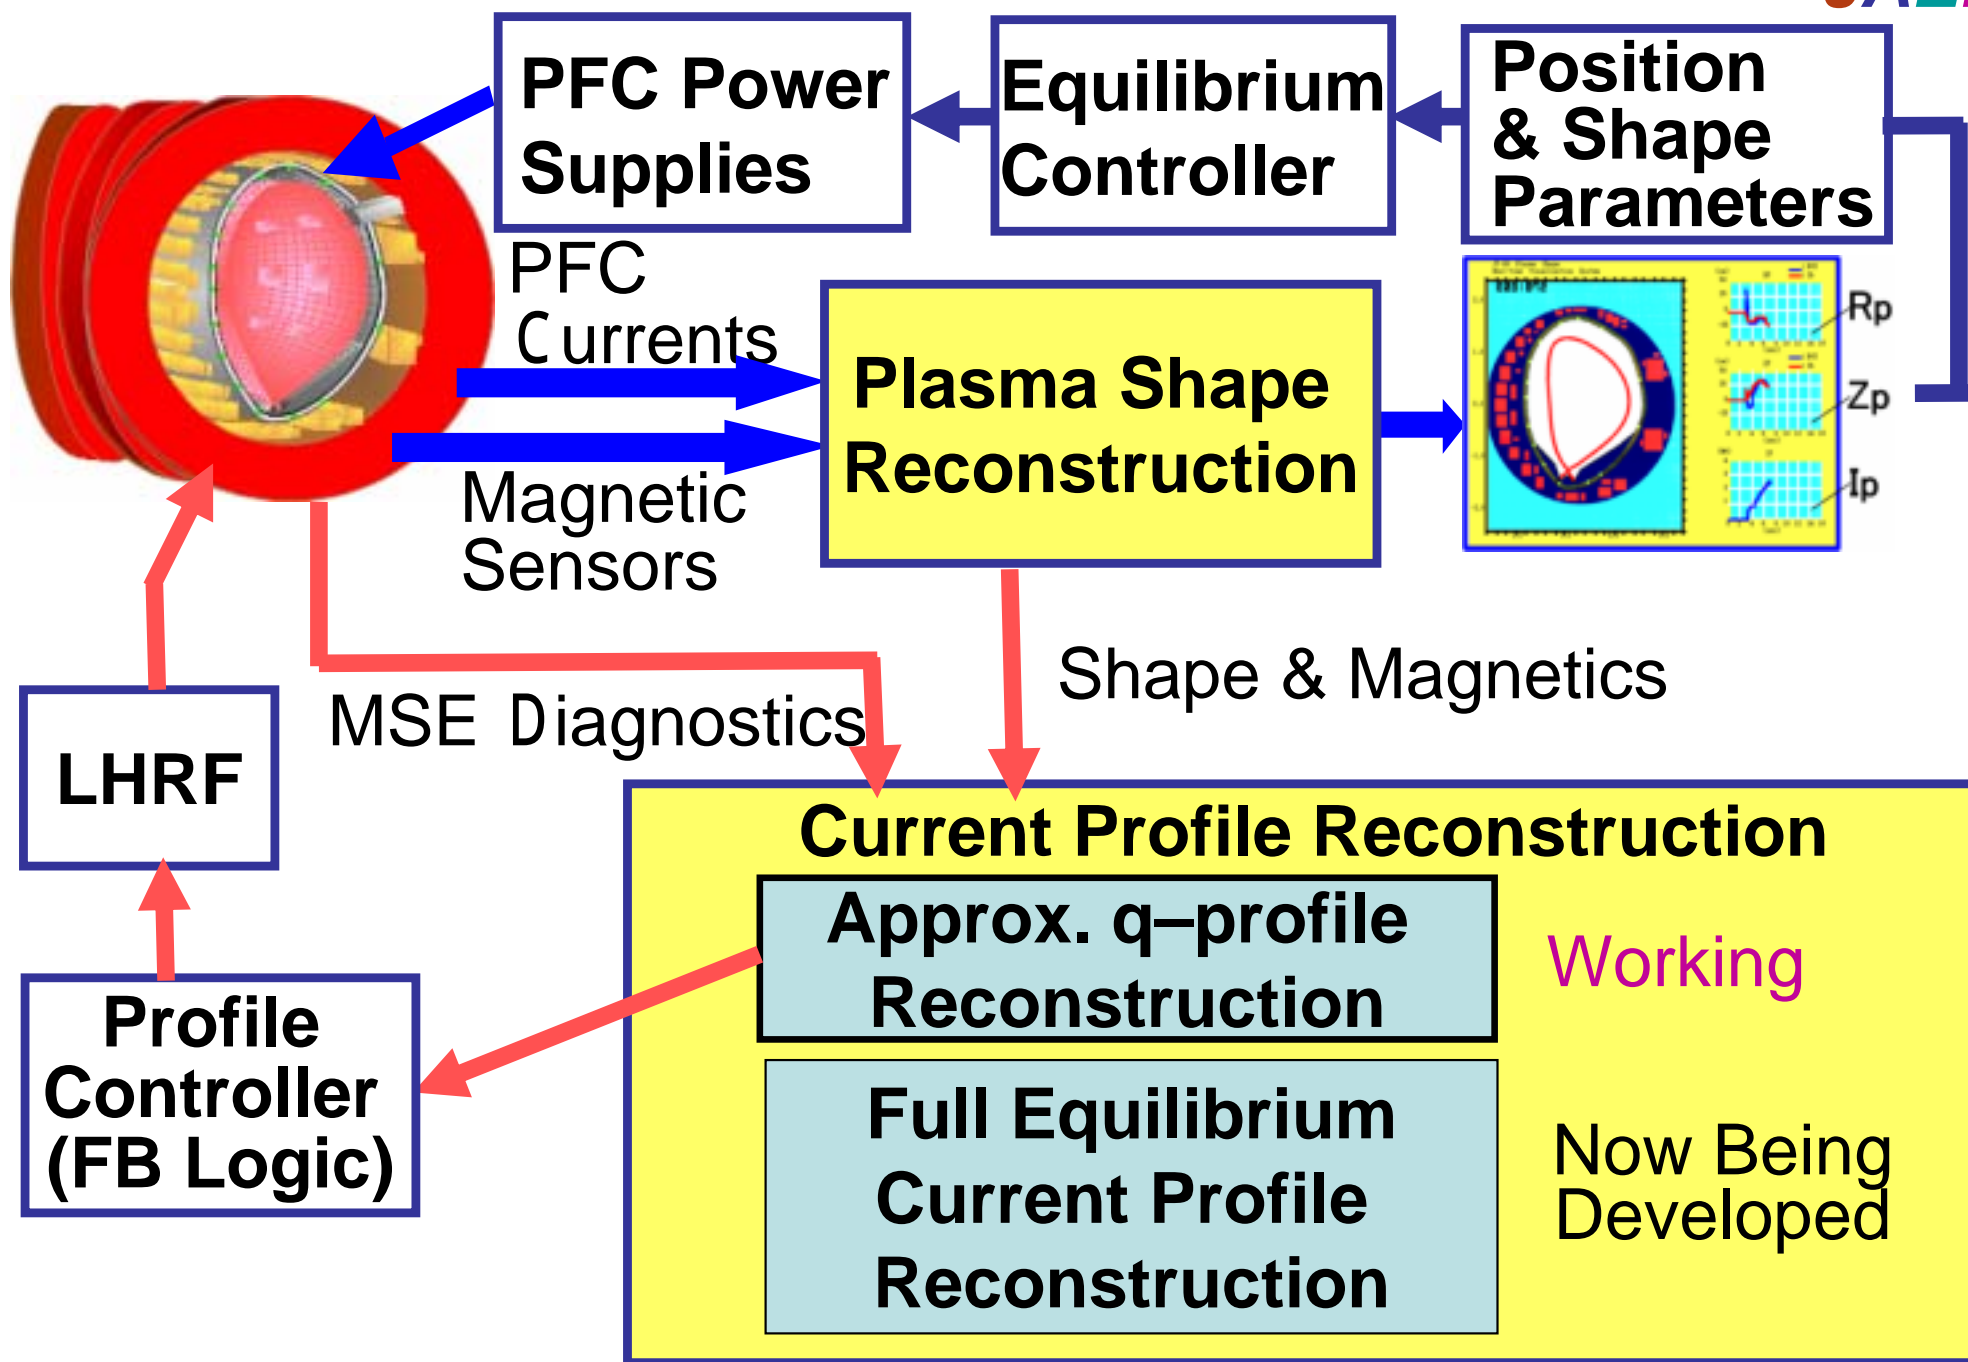 PFC Power
Supplies
Equilibrium
Controller
Position
& Shape
Parameters
PFC
Currents
Magnetic
Sensors
Plasma Shape
Reconstruction
Rp
Zp
Ip
MSE Diagnostics
Shape & Magnetics
LHRF
Profile
Controller
(FB Logic)
Current Profile Reconstruction
Approx. q–profile
Reconstruction
Working
Full Equilibrium
Current Profile
Reconstruction
Now Being
Developed